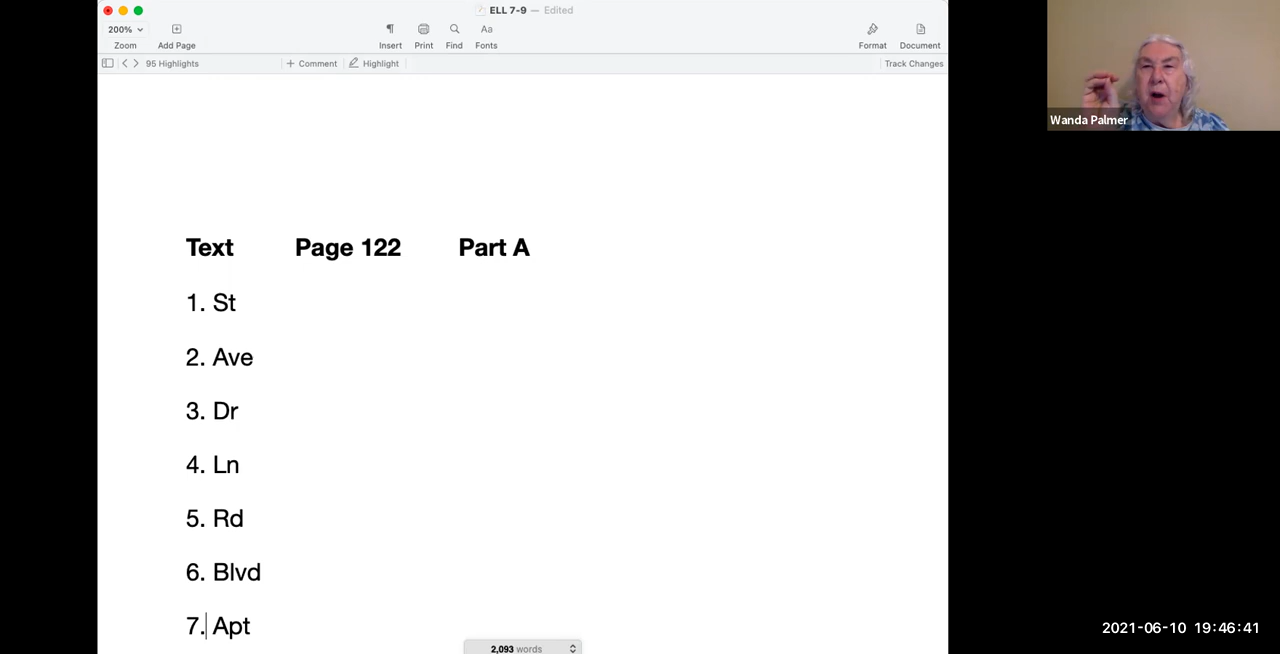 ELL 7-9 — Edited
200%
Zoom Add Page Insert Print Find Fonts Format Document
Aa
95 Highlights + Comment Highlight Track Changes
Wanda Palmer
Text Page 122 Part A
1. St
2. Ave
3. Dr
4. Ln
5. Rd
6. Blvd
7. Apt
2,093 words
2021-06-10 19:46:41